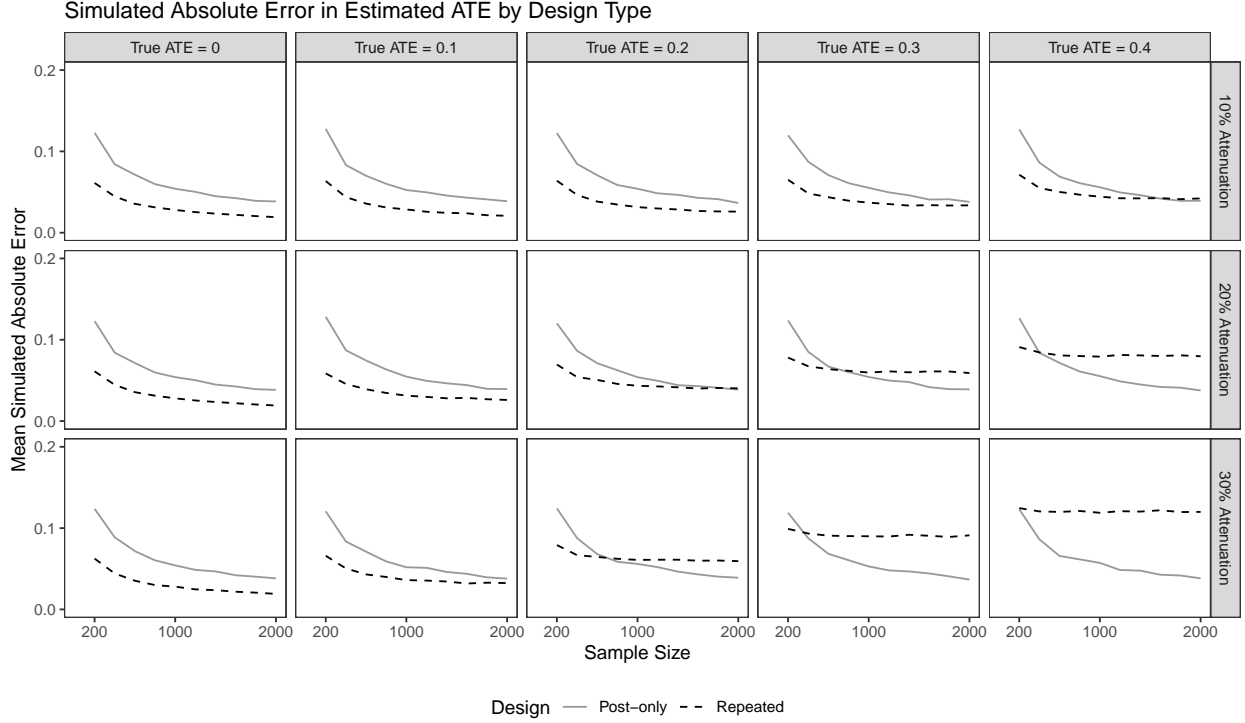 Simulated Absolute Error in Estimated ATE by Design Type
True ATE = 0
True ATE = 0.1
True ATE = 0.2
True ATE = 0.3
True ATE = 0.4
Mean Simulated Absolute Error
0.2
0.1
0.0
10% Attenuation
0.2
0.1
0.0
20% Attenuation
0.2
0.1
0.0
30% Attenuation
200 1000 2000
200 1000 2000
200 1000 2000
200 1000 2000
200 1000 2000
Sample Size
Design Post−only Repeated